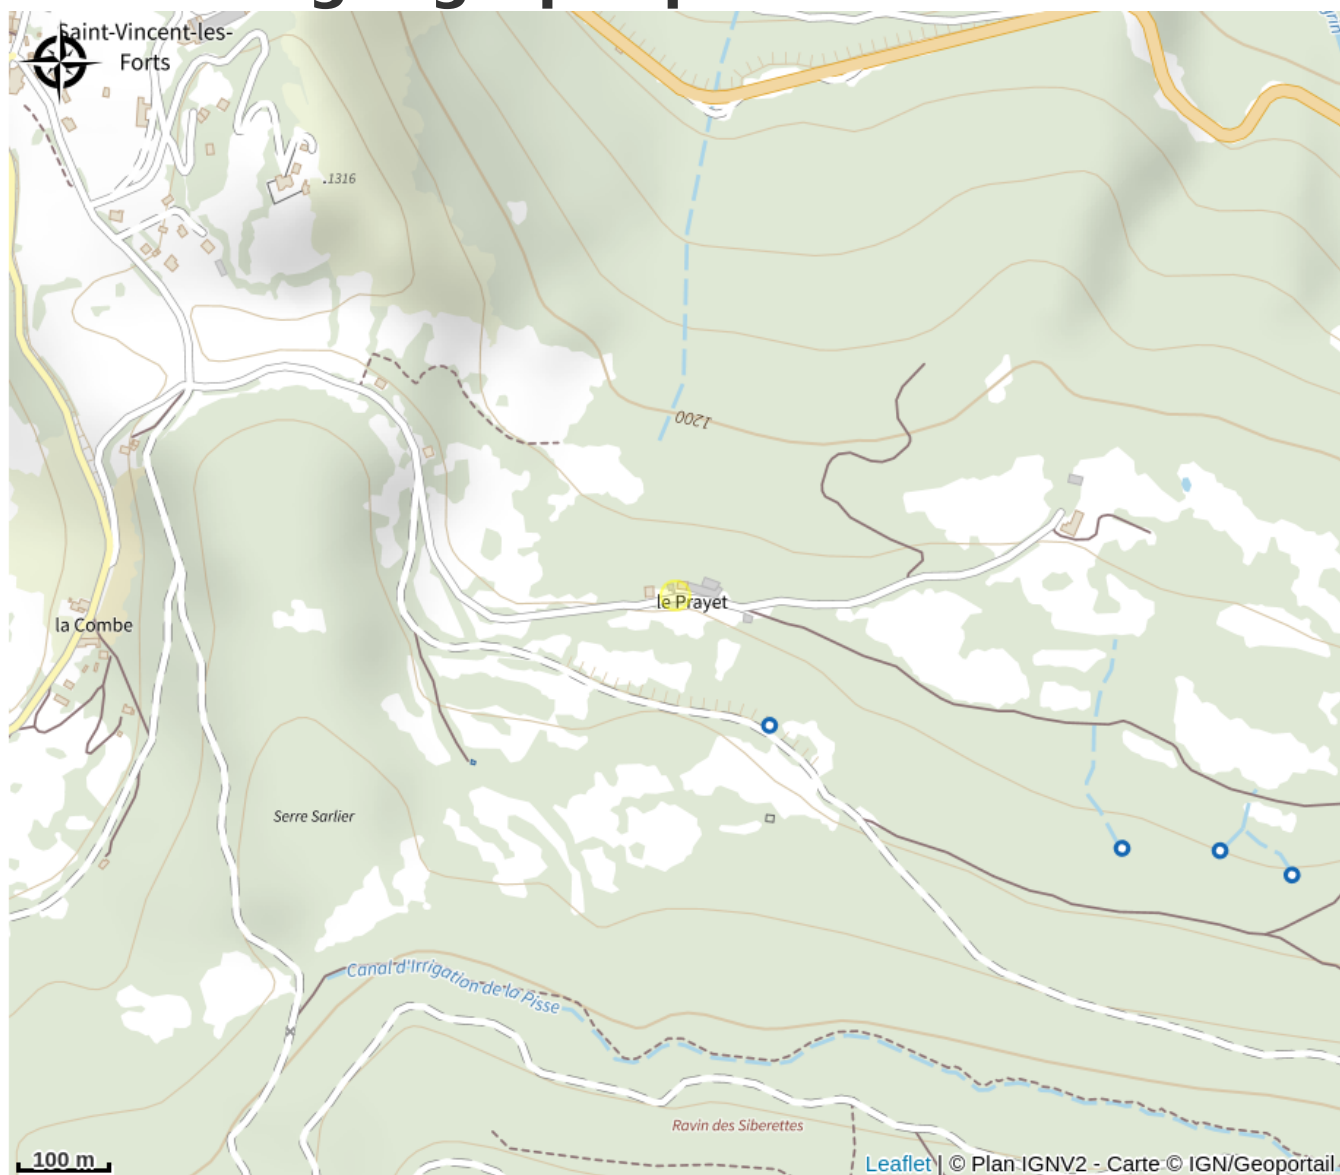 Saint-Vincent-les-
Forts
.1316
1200
le Prayet
la Combe
Serre Sarlier
Canal d'Irrigation de la Pisse
Ravin des Siberettes
100 m
Leaflet | © Plan IGNV2 - Carte © IGN/Geoportail